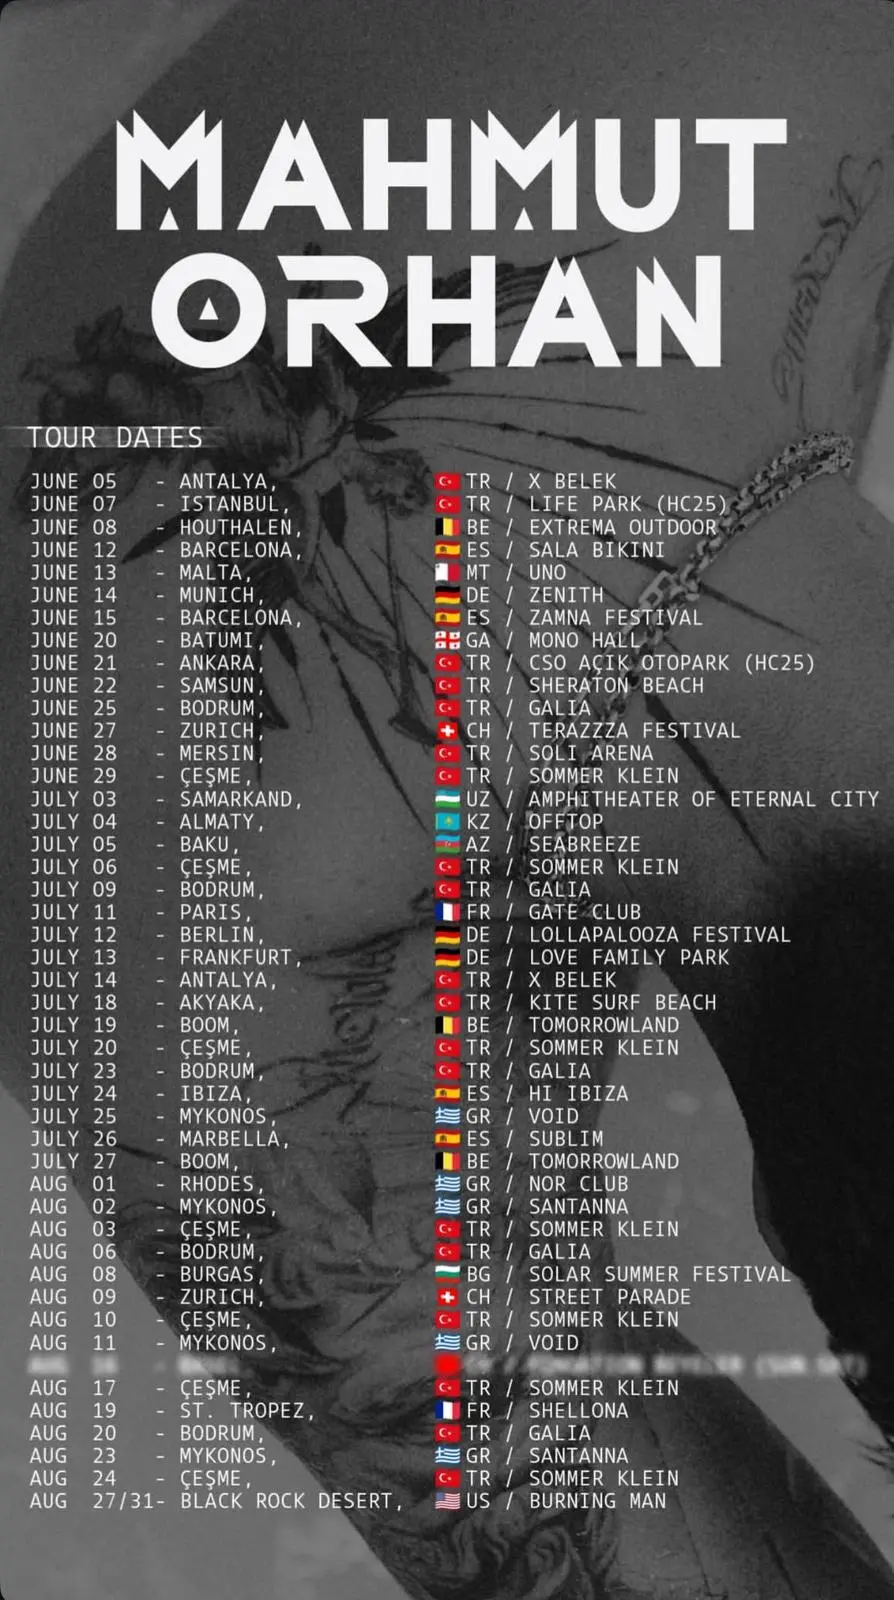 MAHMUT
ORHAN
TOUR DATES
JUNE 05 - ANTALYA, TR / X BELEK
JUNE 07 - ISTANBUL, TR / LIFE PARK (HC25)
JUNE 08 - HOUTHALEN, BE / EXTREMA OUTDOOR
JUNE 12 - BARCELONA, ES / SALA BIKINI
JUNE 13 - MALTA, MT / UNO
JUNE 14 - MUNICH, DE / ZENITH
JUNE 15 - BARCELONA, ES / ZAMNA FESTIVAL
JUNE 20 - BATUMI, GA / MONO HALL
JUNE 21 - ANKARA, TR / CSO AÇIK OTOPARK (HC25)
JUNE 22 - SAMSUN, TR / SHERATON BEACH
JUNE 25 - BODRUM, TR / GALIA
JUNE 27 - ZURICH, CH / TERAZZZA FESTIVAL
JUNE 28 - MERSIN, TR / SOLI ARENA
JUNE 29 - ÇEŞME, TR / SOMMER KLEIN
JULY 03 - SAMARKAND, UZ / AMPHITHEATER OF ETERNAL CITY
JULY 04 - ALMATY, KZ / OFFTOP
JULY 05 - BAKU, AZ / SEABREEZE
JULY 06 - ÇEŞME, TR / SOMMER KLEIN
JULY 09 - BODRUM, TR / GALIA
JULY 11 - PARIS, FR / GATE CLUB
JULY 12 - BERLIN, DE / LOLLAPALOOZA FESTIVAL
JULY 13 - FRANKFURT, DE / LOVE FAMILY PARK
JULY 14 - ANTALYA, TR / X BELEK
JULY 18 - AKYAKA, TR / KITE SURF BEACH
JULY 19 - BOOM, BE / TOMORROWLAND
JULY 20 - ÇEŞME, TR / SOMMER KLEIN
JULY 23 - BODRUM, TR / GALIA
JULY 24 - IBIZA, ES / HI IBIZA
JULY 25 - MYKONOS, GR / VOID
JULY 26 - MARBELLA, ES / SUBLIM
JULY 27 - BOOM, BE / TOMORROWLAND
AUG 01 - RHODES, GR / NOR CLUB
AUG 02 - MYKONOS, GR / SANTANNA
AUG 03 - ÇEŞME, TR / SOMMER KLEIN
AUG 06 - BODRUM, TR / GALIA
AUG 08 - BURGAS, BG / SOLAR SUMMER FESTIVAL
AUG 09 - ZURICH, CH / STREET PARADE
AUG 10 - ÇEŞME, TR / SOMMER KLEIN
AUG 11 - MYKONOS, GR / VOID
AUG 17 - ÇEŞME, TR / SOMMER KLEIN
AUG 19 - ST. TROPEZ, FR / SHELLONA
AUG 20 - BODRUM, TR / GALIA
AUG 23 - MYKONOS, GR / SANTANNA
AUG 24 - ÇEŞME, TR / SOMMER KLEIN
AUG 27/31- BLACK ROCK DESERT, US / BURNING MAN